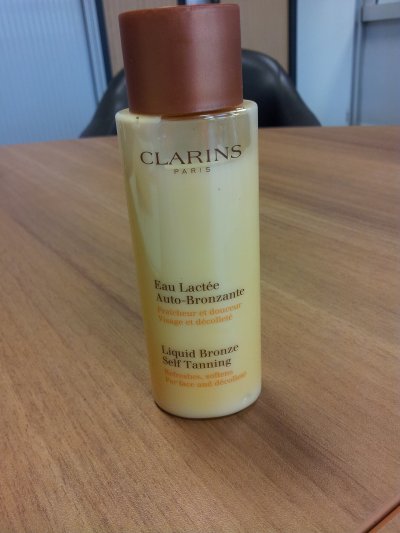 CLARINS
PARIS
Eau Lactée
Auto-Bronzante
Fraîcheur et douceur
Visage et décolleté
Liquid Bronze
Self Tanning
Refreshes, softens
For face and décolleté